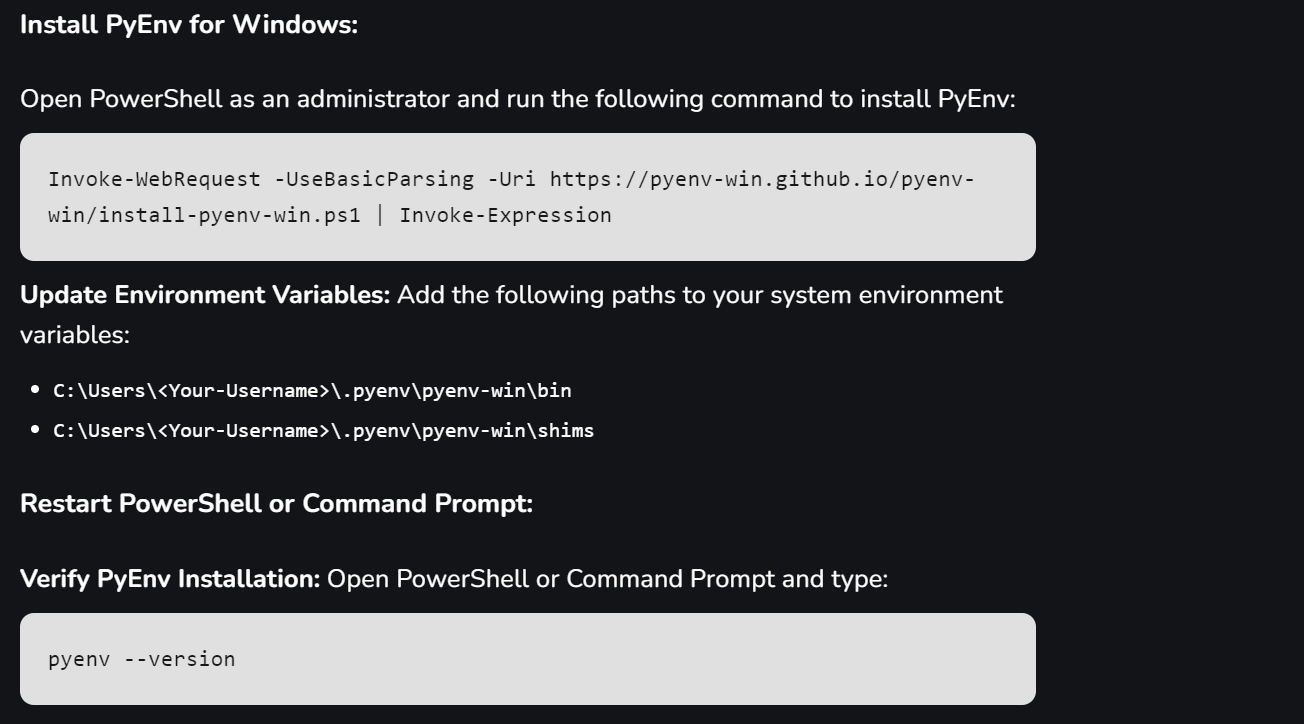 Install PyEnv for Windows:
Open PowerShell as an administrator and run the following command to install PyEnv:
Invoke-WebRequest -UseBasicParsing -Uri https://pyenv-win.github.io/pyenv-
win/install-pyenv-win.ps1 | Invoke-Expression
Update Environment Variables: Add the following paths to your system environment
variables:
• C:\Users\<Your-Username>\.pyenv\pyenv-win\bin
• C:\Users\<Your-Username>\.pyenv\pyenv-win\shims
Restart PowerShell or Command Prompt:
Verify PyEnv Installation: Open PowerShell or Command Prompt and type:
pyenv --version